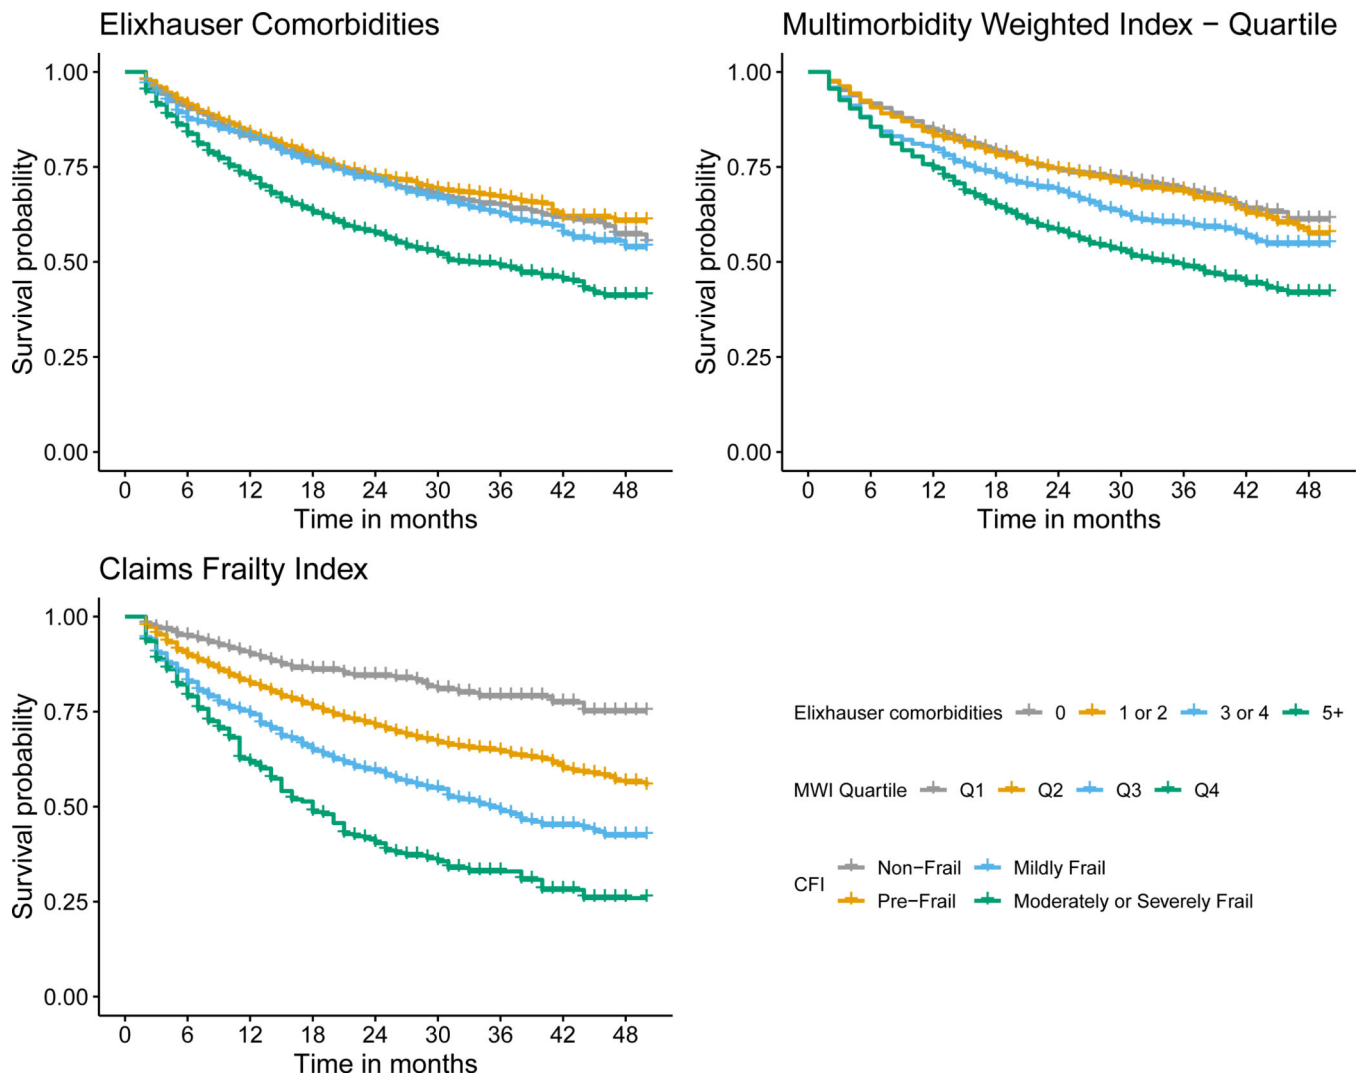 Elixhauser Comorbidities
1.00
0.75
0.50
0.25
0.00
Survival probability
0 6 12 18 24 30 36 42 48
Time in months
Multimorbidity Weighted Index − Quartile
1.00
0.75
0.50
0.25
0.00
Survival probability
0 6 12 18 24 30 36 42 48
Time in months
Claims Frailty Index
1.00
0.75
0.50
0.25
0.00
Survival probability
0 6 12 18 24 30 36 42 48
Time in months
Elixhauser comorbidities 0 1 or 2 3 or 4 5+
MWI Quartile Q1 Q2 Q3 Q4
CFI
Non−Frail Mildly Frail
Pre−Frail Moderately or Severely Frail